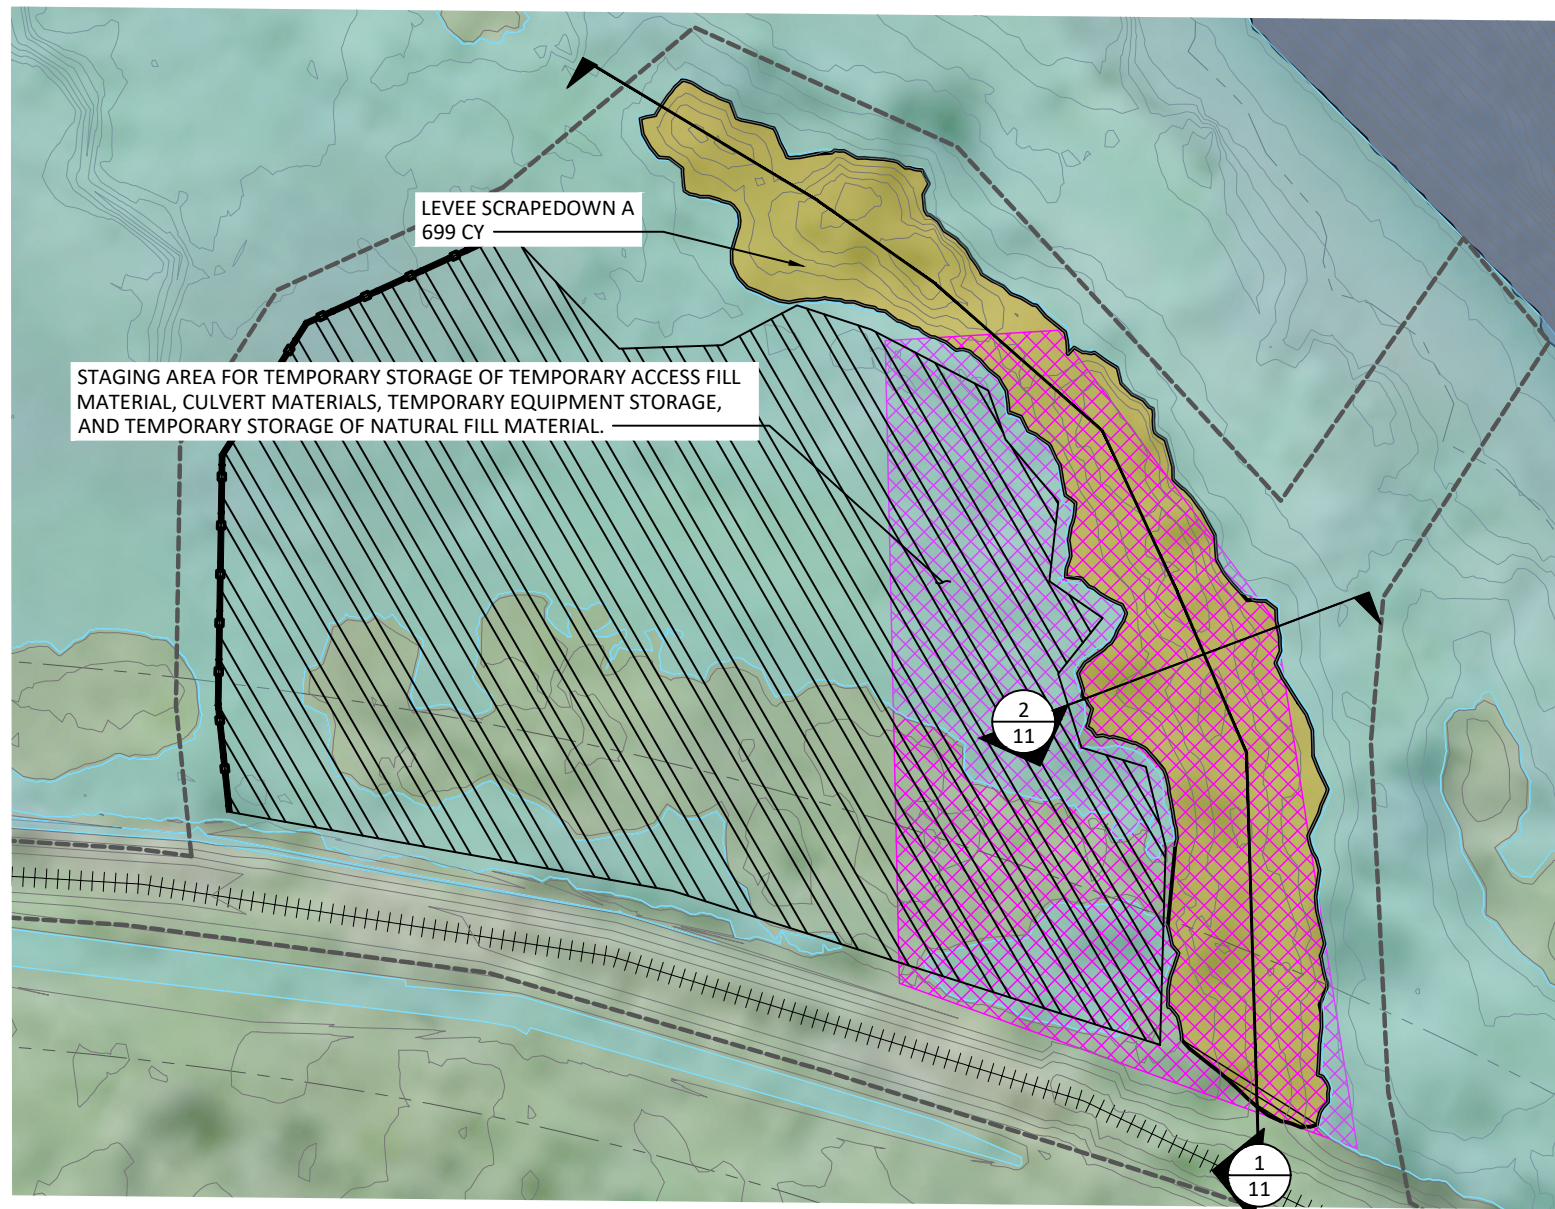 LEVEE SCRAPEDOWN A
699 CY
STAGING AREA FOR TEMPORARY STORAGE OF TEMPORARY ACCESS FILL
MATERIAL, CULVERT MATERIALS, TEMPORARY EQUIPMENT STORAGE,
AND TEMPORARY STORAGE OF NATURAL FILL MATERIAL.
2
11
1
11